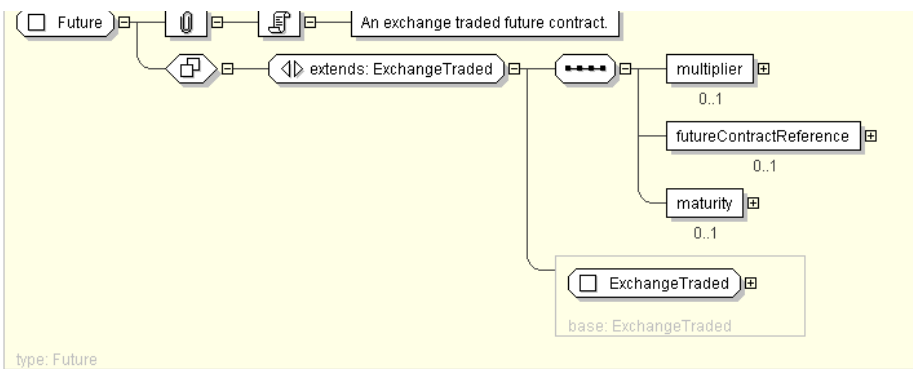 Future
An exchange traded future contract.
extends: ExchangeTraded
multiplier
0..1
futureContractReference
0..1
maturity
0..1
ExchangeTraded
base: ExchangeTraded
type: Future